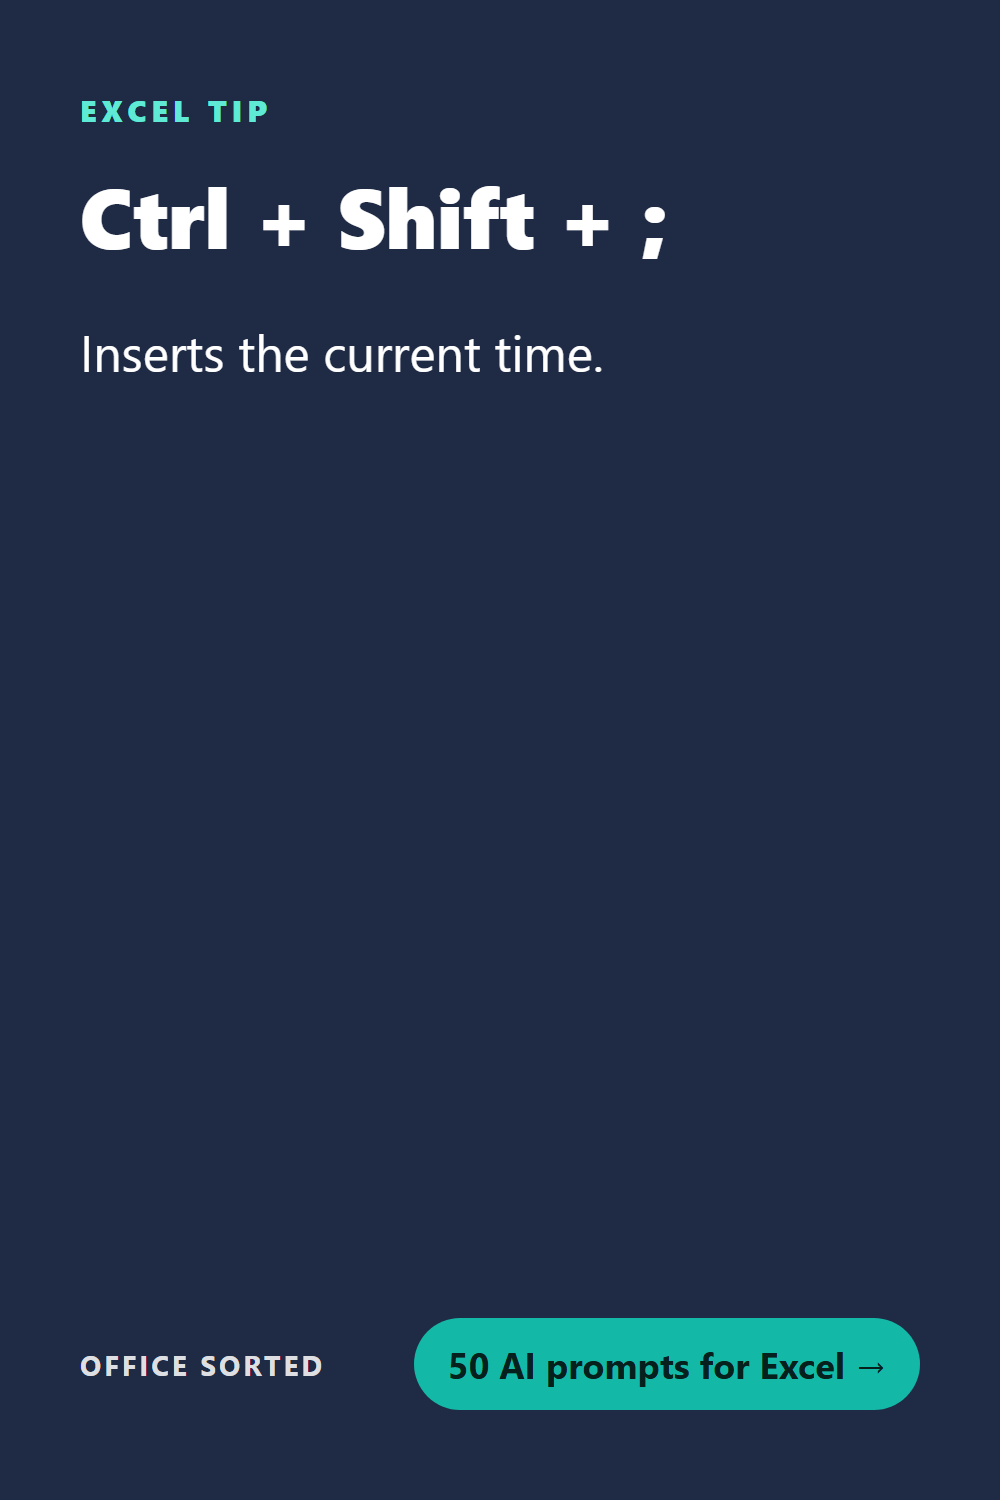 EXCEL TIP
Ctrl + Shift + ;
Inserts the current time.
OFFICE SORTED
50 AI prompts for Excel →